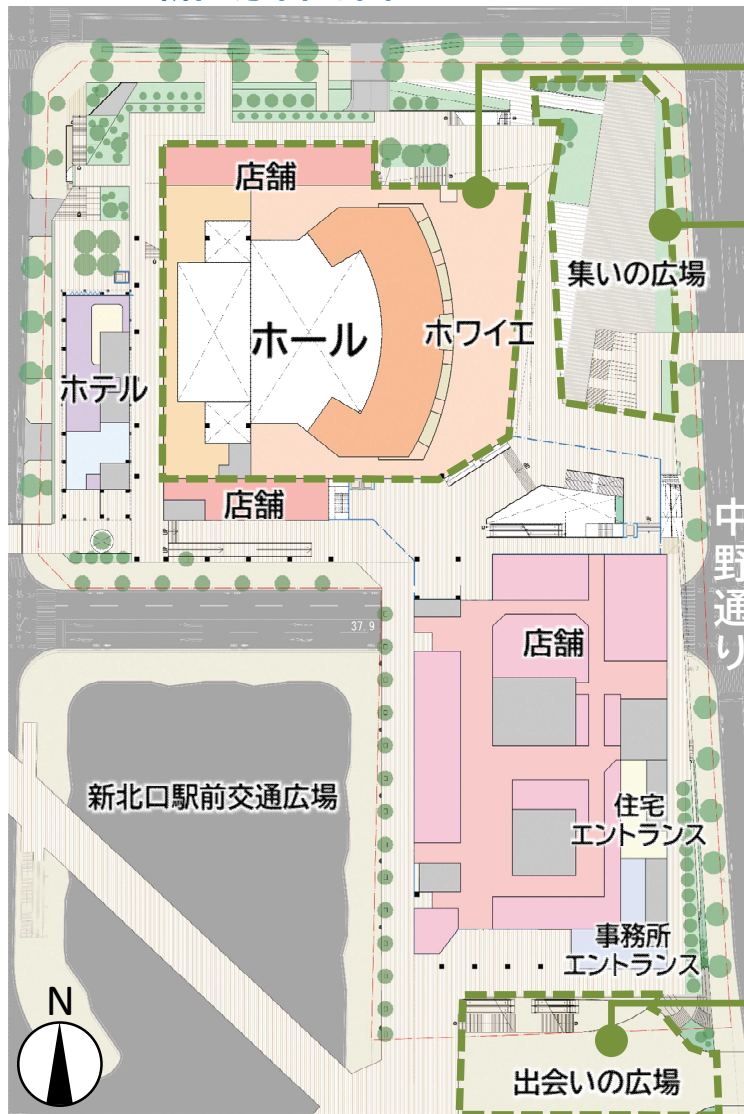 店舗
集いの広場
ホール
ホワイエ
ホテル
店舗
中野通り
37.9
店舗
新北口駅前交通広場
住宅
エントランス
事務所
エントランス
N
出会いの広場